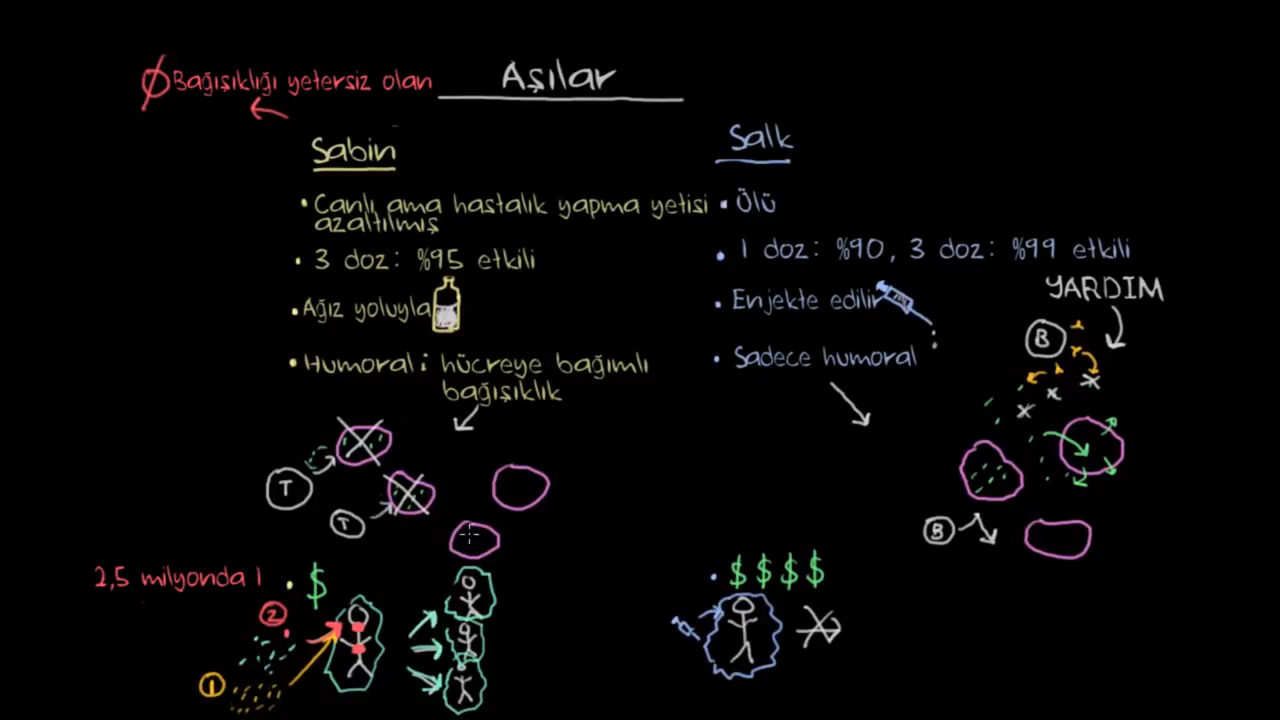 Ø Bağışıklığı yetersiz olan
Aşılar
Sabin
• Canlı ama hastalık yapma yetisi
azaltılmış
• 3 doz: %95 etkili
• Ağız yoluyla
• Humoral : hücreye bağımlı
bağışıklık
T
T
2,5 milyonda 1
• $
2
1
Salk
• Ölü
• 1 doz: %90, 3 doz: %99 etkili
• Enjekte edilir
YARDIM
B
• Sadece humoral
B
• $ $ $ $